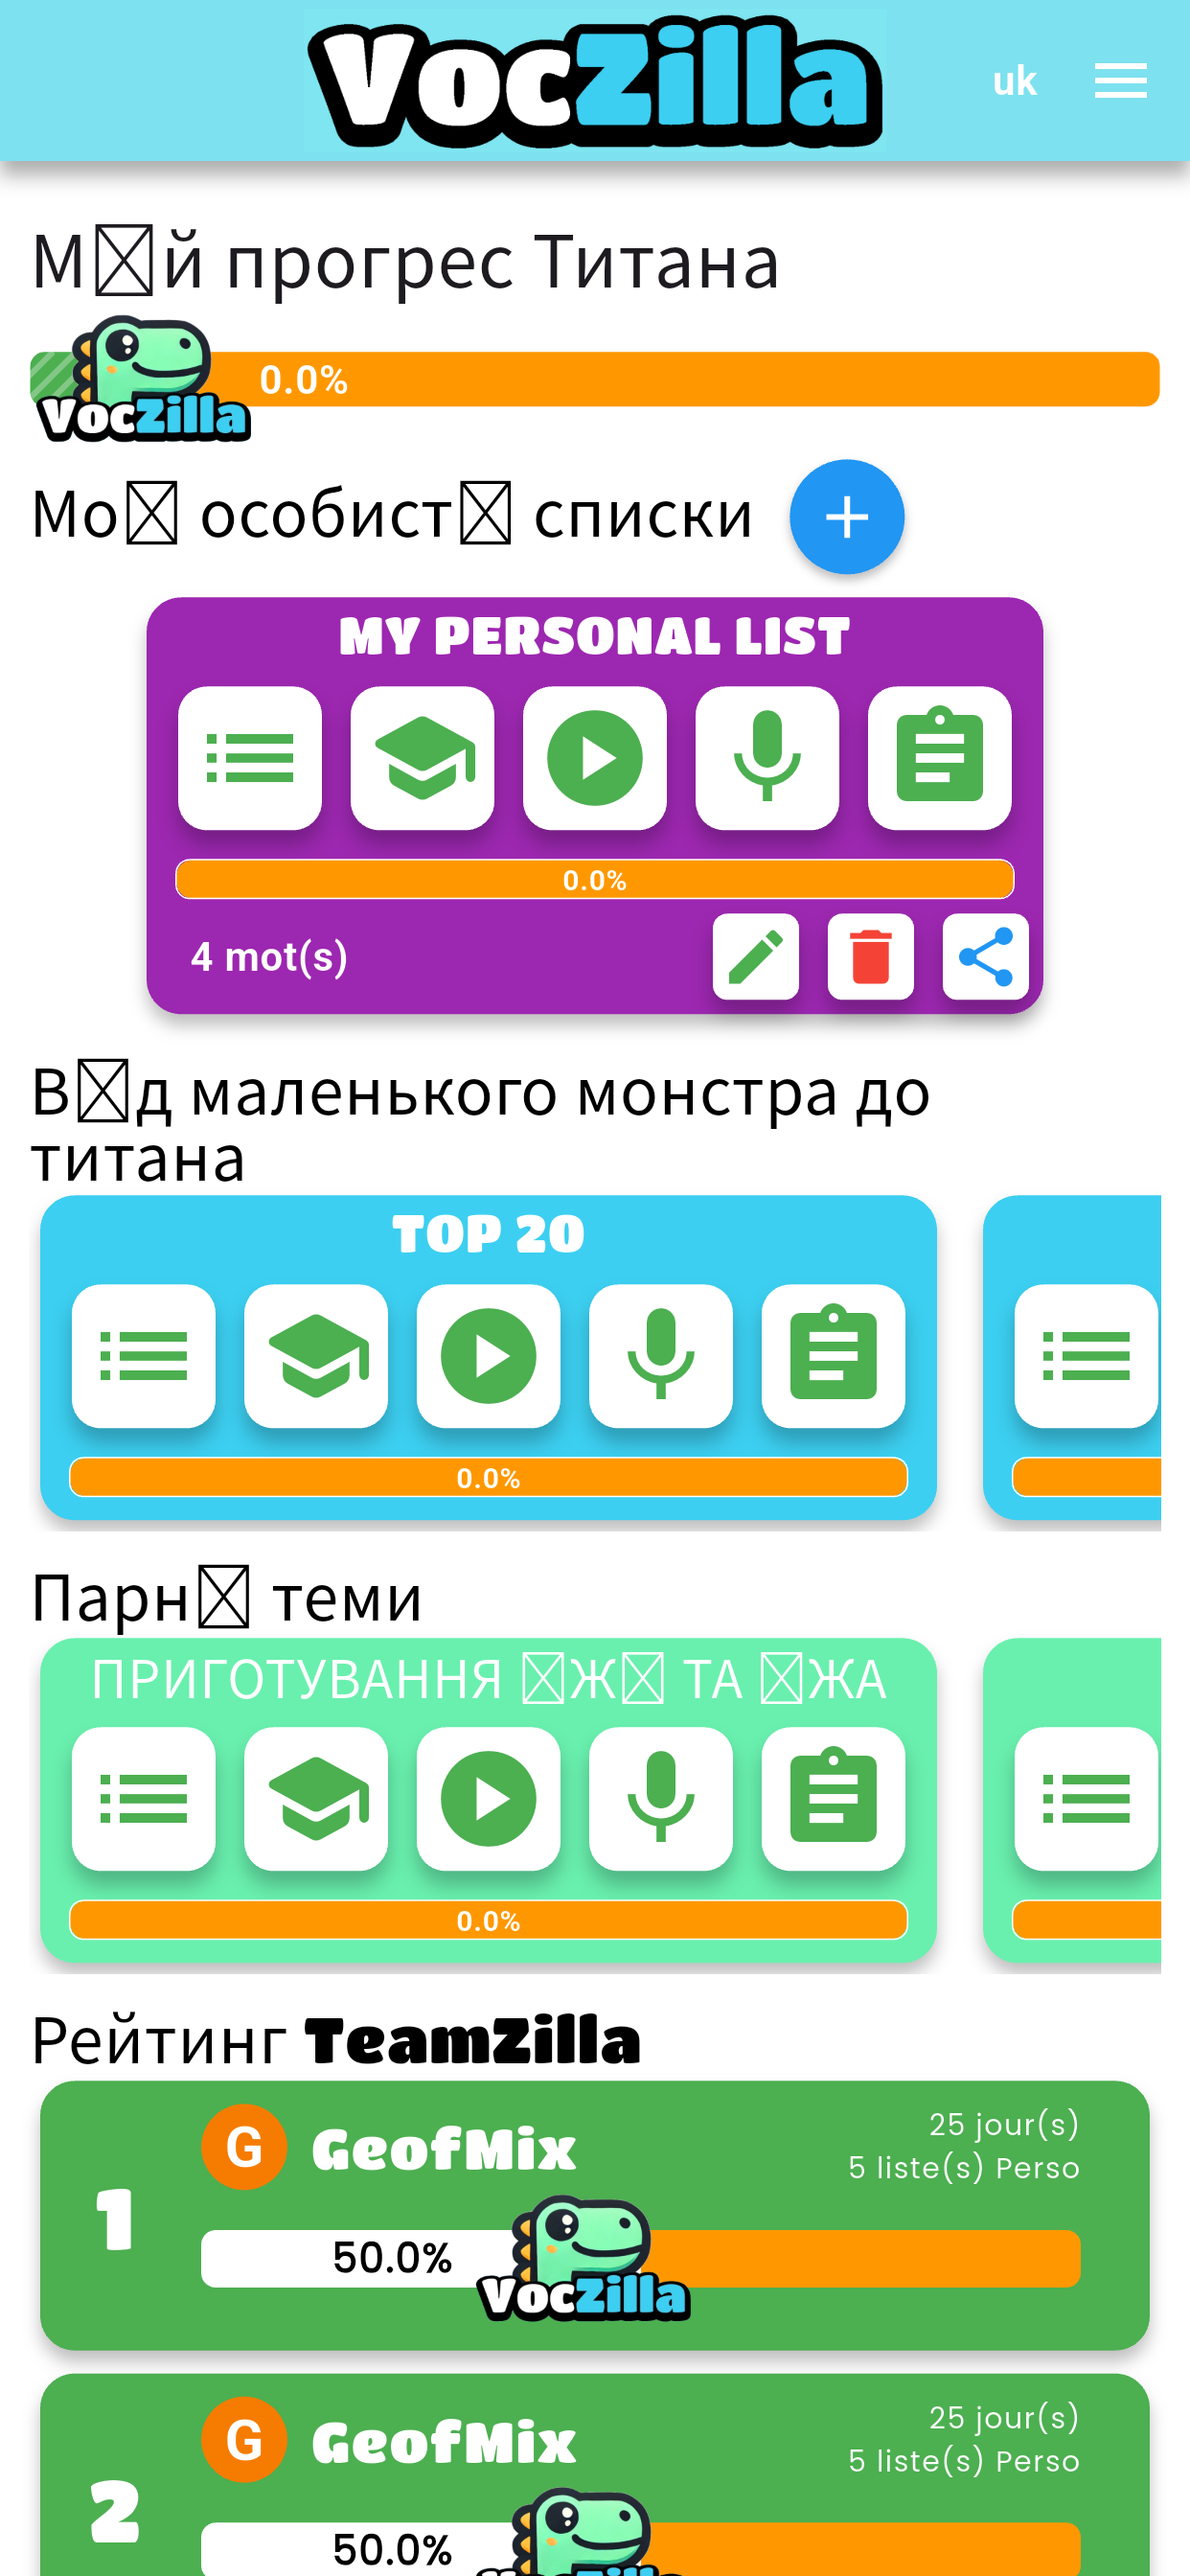 VocZilla
uk
М☒й прогрес Титана
0.0%
VocZilla
Мо☒ особист☒ списки
MY PERSONAL LIST
0.0%
4 mot(s)
В☒д маленького монстра до
титана
TOP 20
0.0%
Парн☒ теми
ПРИГОТУВАННЯ ☒Ж☒ ТА ☒ЖА
0.0%
Рейтинг TeamZilla
1
G GeofMix
25 jour(s)
5 liste(s) Perso
50.0%
VocZilla
2
G GeofMix
25 jour(s)
5 liste(s) Perso
50.0%